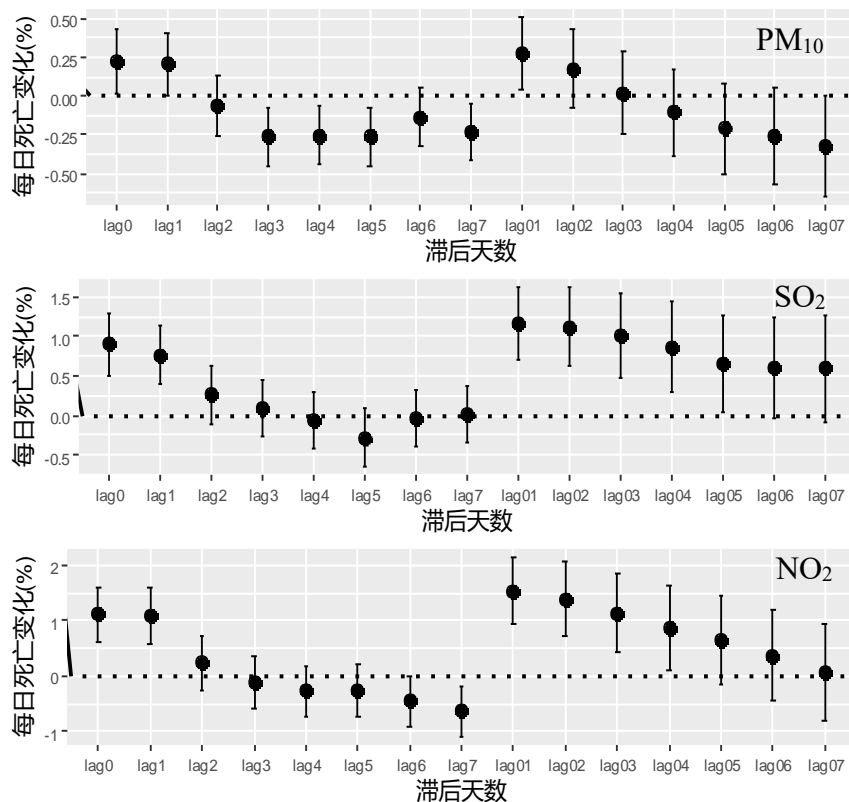 每日死亡变化(%)
PM₁₀
0.50
0.25
0.00
-0.25
-0.50
lag0 lag1 lag2 lag3 lag4 lag5 lag6 lag7 lag01 lag02 lag03 lag04 lag05 lag06 lag07
滞后天数
每日死亡变化(%)
SO₂
1.5
1.0
0.5
0.0
-0.5
lag0 lag1 lag2 lag3 lag4 lag5 lag6 lag7 lag01 lag02 lag03 lag04 lag05 lag06 lag07
滞后天数
每日死亡变化(%)
NO₂
2
1
0
-1
lag0 lag1 lag2 lag3 lag4 lag5 lag6 lag7 lag01 lag02 lag03 lag04 lag05 lag06 lag07
滞后天数